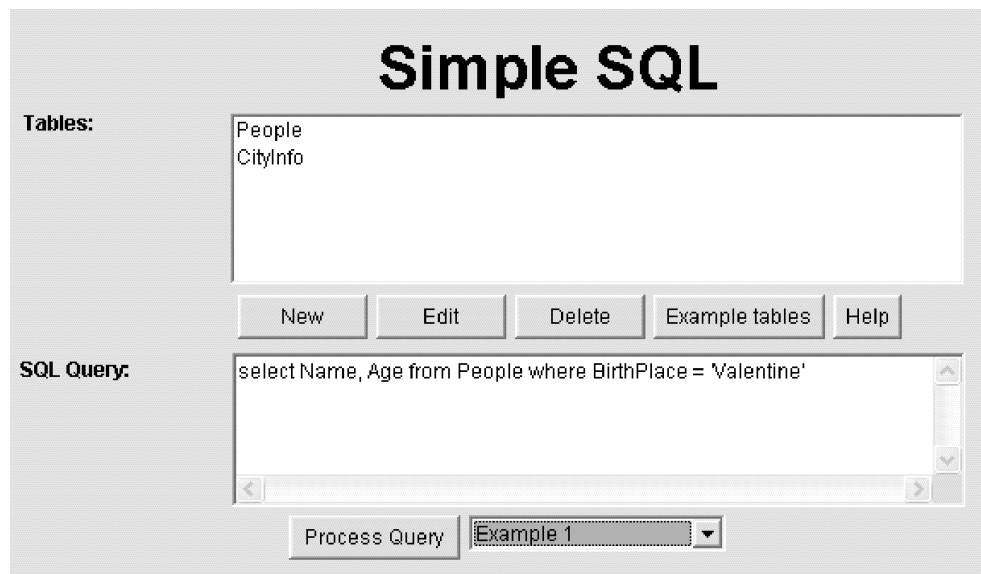 Simple SQL
Tables:
People
CityInfo
New Edit Delete Example tables Help
SQL Query:
select Name, Age from People where BirthPlace = 'Valentine'
Process Query Example 1